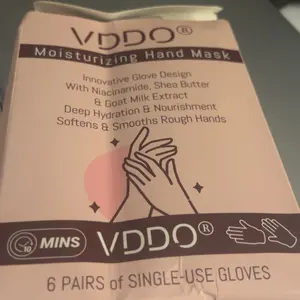 VDDO®
Moisturizing Hand Mask
Innovative Glove Design
With Niacinamide, Shea Butter
& Goat Milk Extract
Deep Hydration & Nourishment
Softens & Smooths Rough Hands
10 MINS VDDO®
6 PAIRS of SINGLE-USE GLOVES